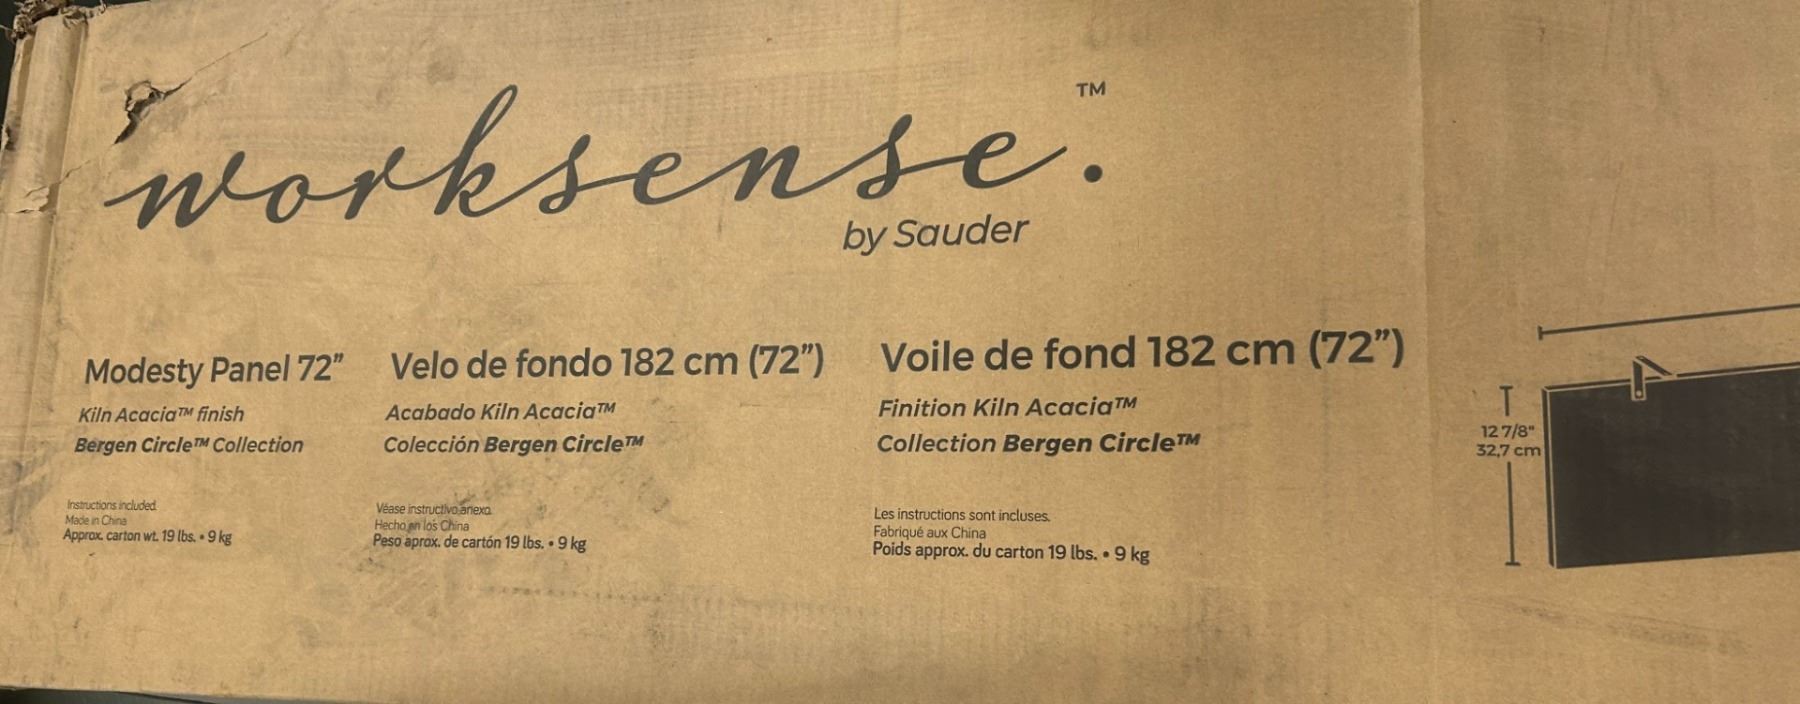 worksense.™
by Sauder
Modesty Panel 72”
Kiln Acacia™ finish
Bergen Circle™ Collection
Instructions included.
Made in China
Approx. carton wt. 19 lbs. • 9 kg
Velo de fondo 182 cm (72”)
Acabado Kiln Acacia™
Colección Bergen Circle™
Véase instructivo anexo.
Hecho en los China
Peso aprox. de cartón 19 lbs. • 9 kg
Voile de fond 182 cm (72”)
Finition Kiln Acacia™
Collection Bergen Circle™
Les instructions sont incluses.
Fabriqué aux China
Poids approx. du carton 19 lbs. • 9 kg
12 7/8"
32,7 cm